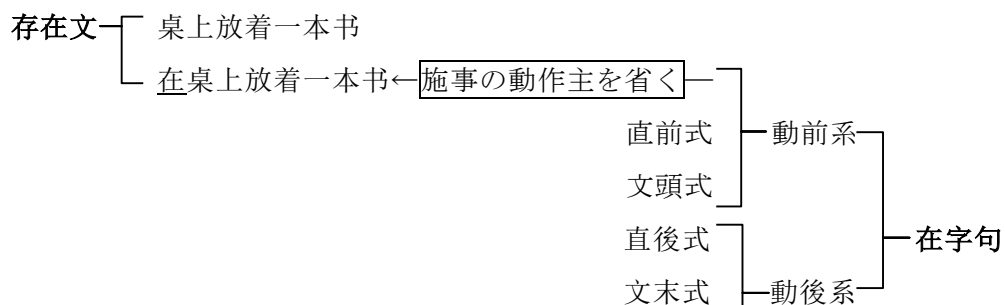 存在文 桌上放着一本书
在桌上放着一本书←施事の動作主を省く
直前式 動前系
文頭式
直後式 在字句
文末式 動後系